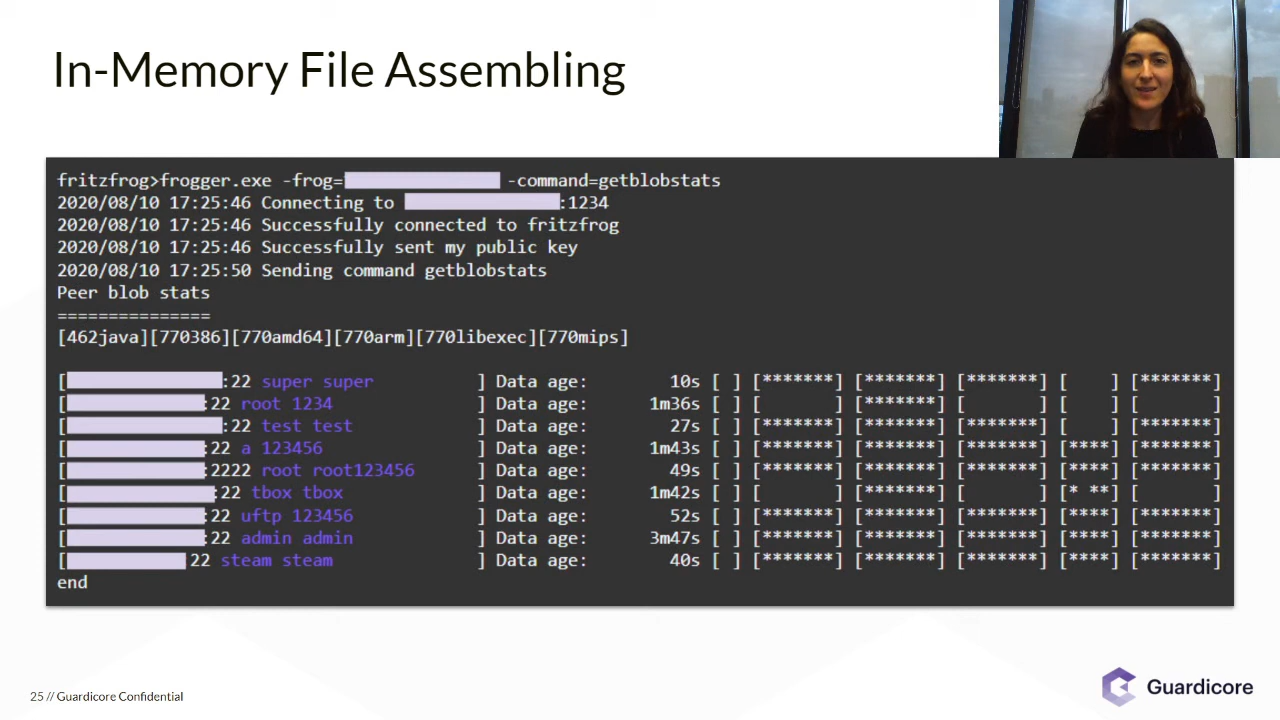 In-Memory File Assembling
fritzfrog>frogger.exe -frog= -command=getblobstats
2020/08/10 17:25:46 Connecting to :1234
2020/08/10 17:25:46 Successfully connected to fritzfrog
2020/08/10 17:25:46 Successfully sent my public key
2020/08/10 17:25:50 Sending command getblobstats
Peer blob stats
===============
[462java][770386][770amd64][770arm][770libexec][770mips]
[ :22 super super ] Data age: 10s [ ] [*******] [*******] [*******] [    ] [*******]
[ :22 root 1234 ] Data age: 1m36s [ ] [       ] [*******] [       ] [    ] [       ]
[ :22 test test ] Data age: 27s [ ] [*******] [*******] [*******] [    ] [*******]
[ :22 a 123456 ] Data age: 1m43s [ ] [*******] [*******] [*******] [****] [*******]
[ :2222 root root123456 ] Data age: 49s [ ] [*******] [*******] [*******] [****] [*******]
[ :22 tbox tbox ] Data age: 1m42s [ ] [       ] [*******] [       ] [* **] [       ]
[ :22 uftp 123456 ] Data age: 52s [ ] [*******] [*******] [*******] [****] [*******]
[ :22 admin admin ] Data age: 3m47s [ ] [*******] [*******] [*******] [****] [*******]
[ 22 steam steam ] Data age: 40s [ ] [*******] [*******] [*******] [****] [*******]
end
25 // Guardicore Confidential
Guardicore